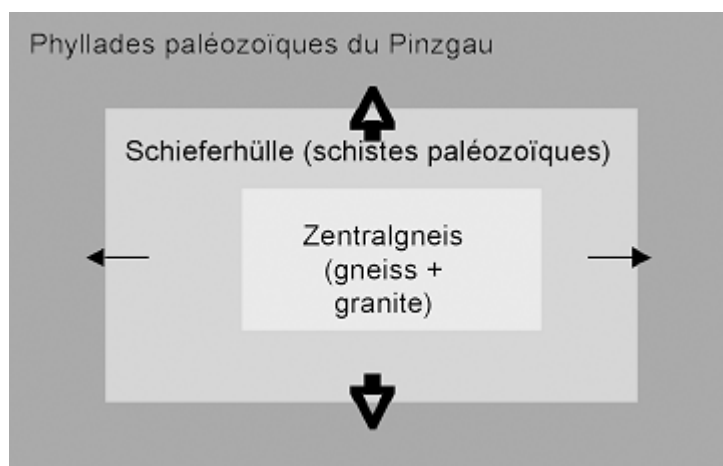 Phyllades paléozoïques du Pinzgau
Schieferhülle (schistes paléozoïques)
Zentralgneis
(gneiss +
granite)